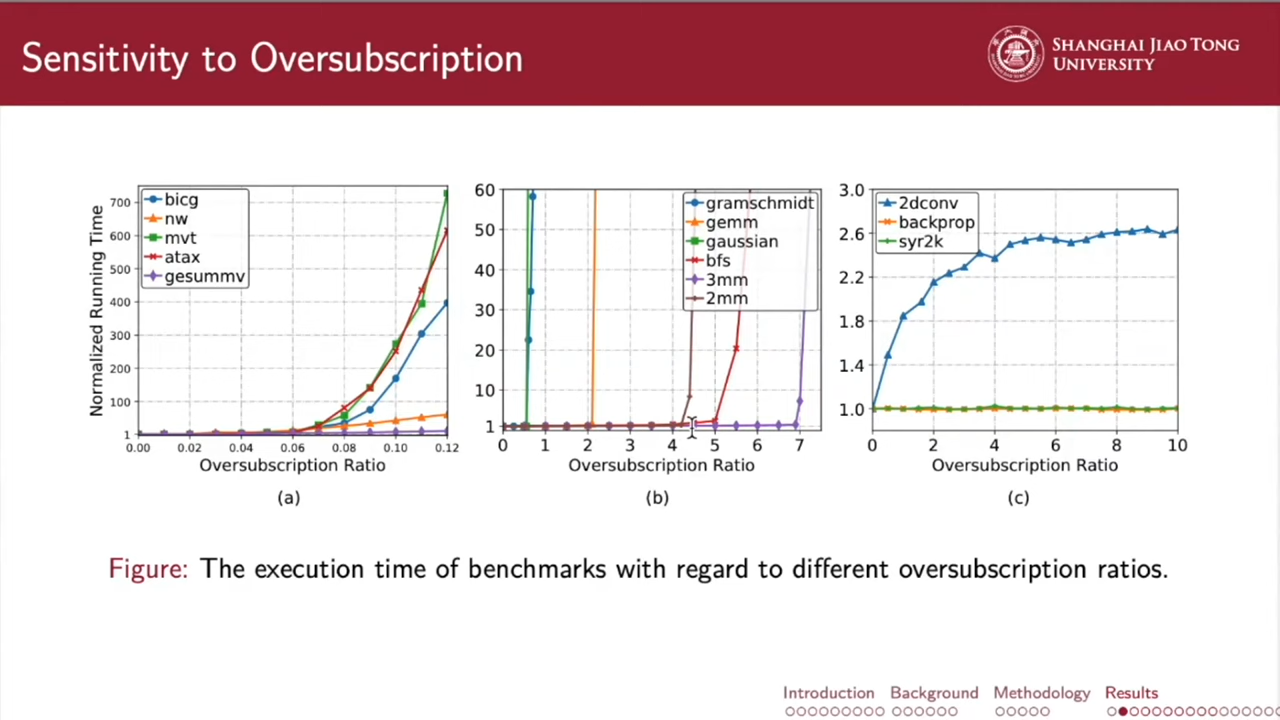 Sensitivity to Oversubscription
SHANGHAI JIAO TONG
UNIVERSITY
Normalized Running Time
700
600
500
400
300
200
100
1
bicg
nw
mvt
atax
gesummv
0.00 0.02 0.04 0.06 0.08 0.10 0.12
Oversubscription Ratio
(a)
60
50
40
30
20
10
1
gramschmidt
gemm
gaussian
bfs
3mm
2mm
0 1 2 3 4 5 6 7
Oversubscription Ratio
(b)
3.0
2.6
2.2
1.8
1.4
1.0
2dconv
backprop
syr2k
0 2 4 6 8 10
Oversubscription Ratio
(c)
Figure: The execution time of benchmarks with regard to different oversubscription ratios.
Introduction Background Methodology Results